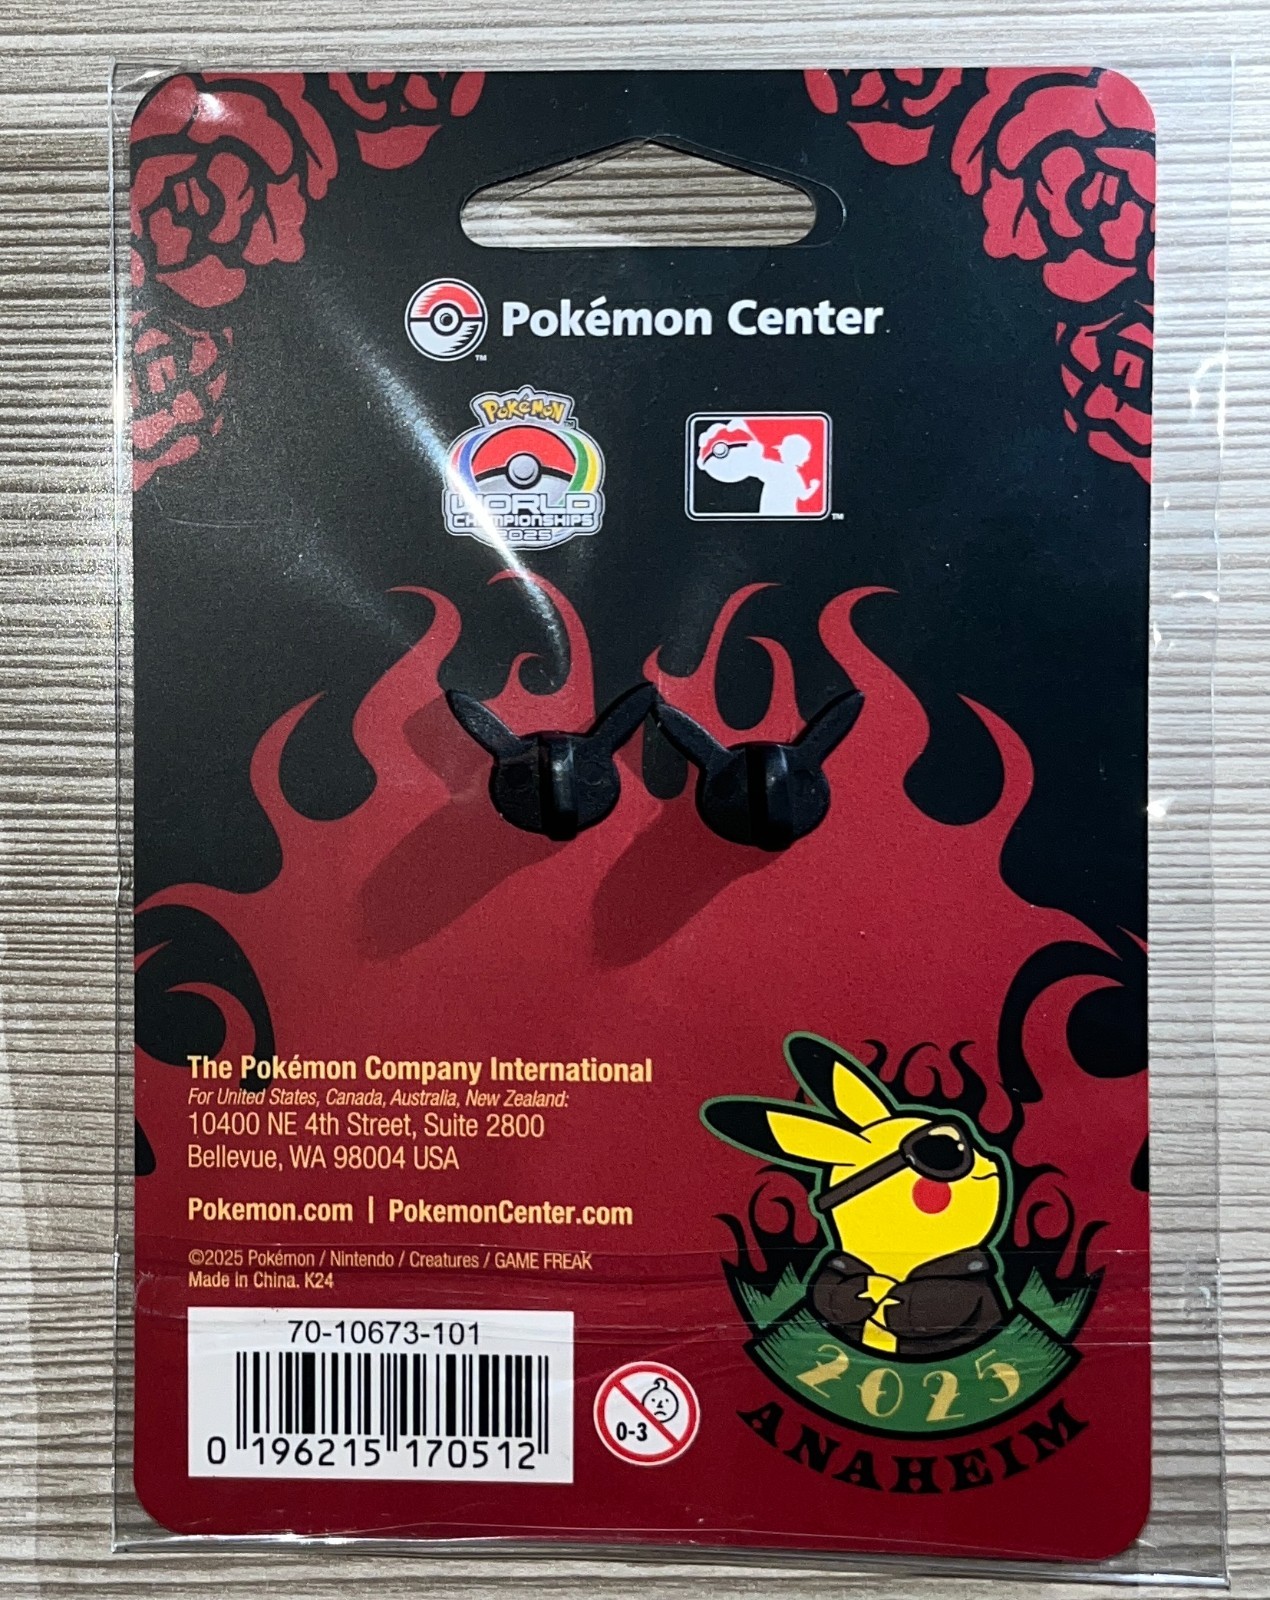 Pokémon Center
TM
POKÉMON
WORLD
CHAMPIONSHIPS
2025
TM
The Pokémon Company International
For United States, Canada, Australia, New Zealand:
10400 NE 4th Street, Suite 2800
Bellevue, WA 98004 USA
Pokemon.com | PokemonCenter.com
©2025 Pokémon / Nintendo / Creatures / GAME FREAK
Made in China. K24
70-10673-101
0 196215 170512
0-3
2025
ANAHEIM